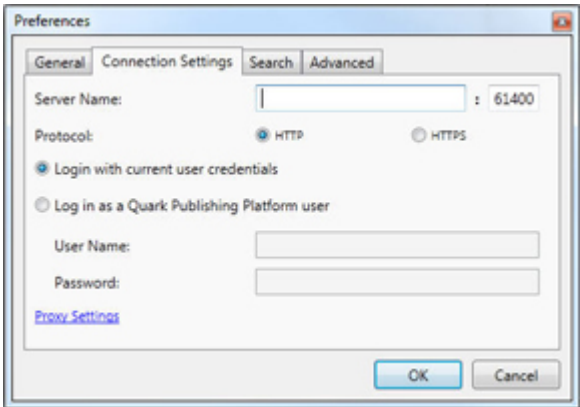 Preferences
General Connection Settings Search Advanced
Server Name: : 61400
Protocol: HTTP HTTPS
Login with current user credentials
Log in as a Quark Publishing Platform user
User Name:
Password:
Proxy Settings
OK Cancel